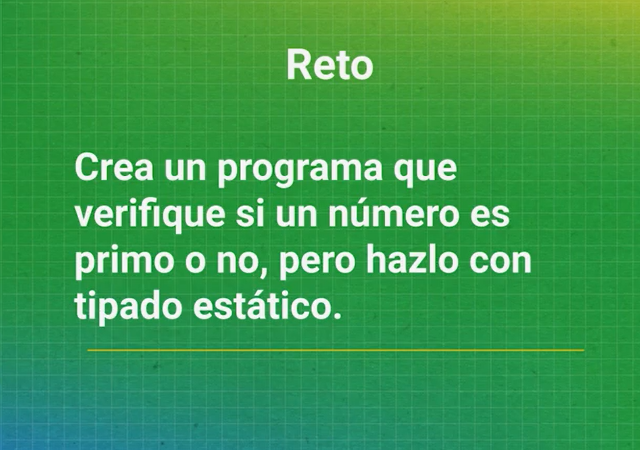 Reto
Crea un programa que
verifique si un número es
primo o no, pero hazlo con
tipado estático.